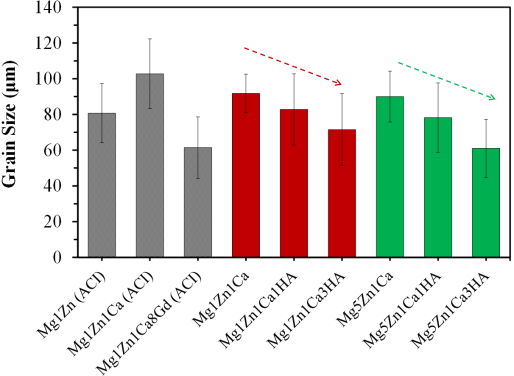 140
120
100
80
60
40
20
0
Grain Size (μm)
Mg1Zn (ACI)
Mg1Zn1Ca (ACI)
Mg1Zn1Ca8Gd (ACI)
Mg1Zn1Ca
Mg1Zn1Ca1HA
Mg1Zn1Ca3HA
Mg5Zn1Ca
Mg5Zn1Ca1HA
Mg5Zn1Ca3HA